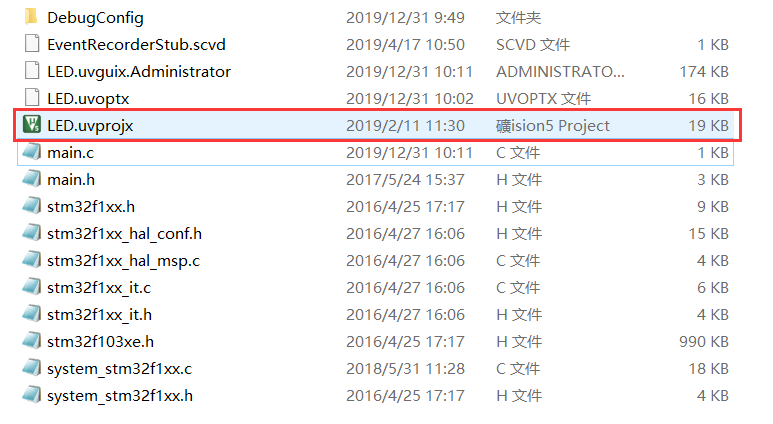 DebugConfig 2019/12/31 9:49 文件夹
EventRecorderStub.scvd 2019/4/17 10:50 SCVD 文件 1 KB
LED.uvguix.Administrator 2019/12/31 10:11 ADMINISTRATO... 174 KB
LED.uvoptx 2019/12/31 10:02 UVOPTX 文件 16 KB
LED.uvprojx 2019/2/11 11:30 礦ision5 Project 19 KB
main.c 2019/12/31 10:11 C 文件 1 KB
main.h 2017/5/24 15:37 H 文件 3 KB
stm32f1xx.h 2016/4/25 17:17 H 文件 9 KB
stm32f1xx_hal_conf.h 2016/4/27 16:06 H 文件 15 KB
stm32f1xx_hal_msp.c 2016/4/27 16:06 C 文件 4 KB
stm32f1xx_it.c 2016/4/27 16:06 C 文件 6 KB
stm32f1xx_it.h 2016/4/27 16:06 H 文件 4 KB
stm32f103xe.h 2016/4/25 17:17 H 文件 990 KB
system_stm32f1xx.c 2018/5/31 11:28 C 文件 18 KB
system_stm32f1xx.h 2016/4/25 17:17 H 文件 4 KB